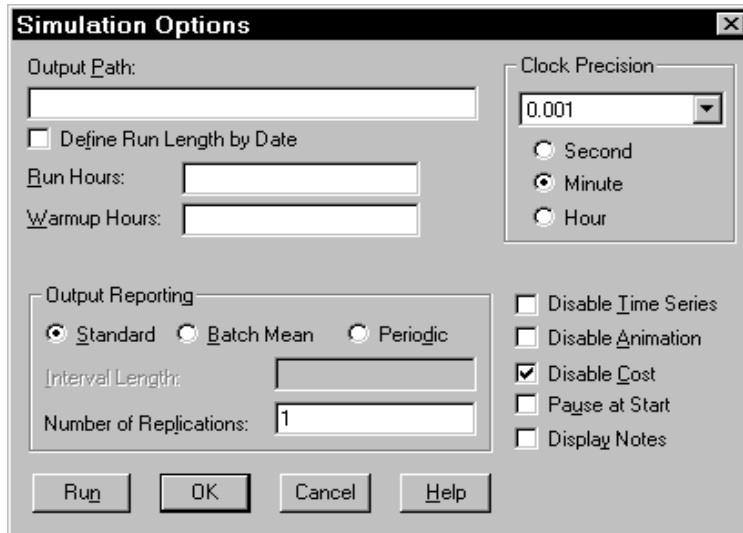 Simulation Options
Output Path:
Define Run Length by Date
Run Hours:
Warmup Hours:
Clock Precision
0.001
Second
Minute
Hour
Output Reporting
Standard Batch Mean Periodic
Interval Length:
Number of Replications: 1
Disable Time Series
Disable Animation
Disable Cost
Pause at Start
Display Notes
Run OK Cancel Help